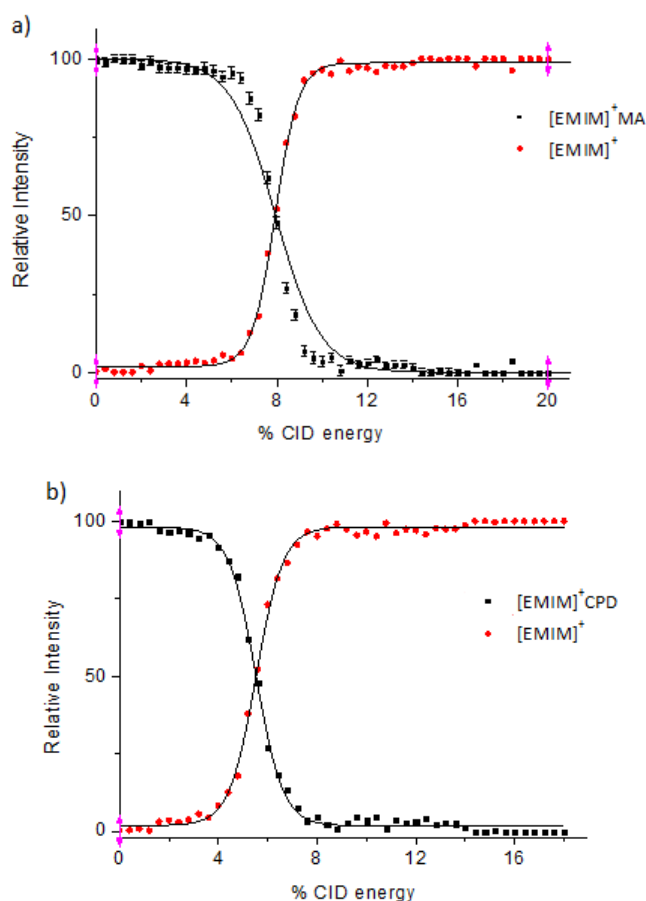 a)
100
50
0
Relative Intensity
[EMIM]⁺MA
[EMIM]⁺
0 4 8 12 16 20
% CID energy
b)
100
50
0
Relative Intensity
[EMIM]⁺CPD
[EMIM]⁺
0 4 8 12 16
% CID energy